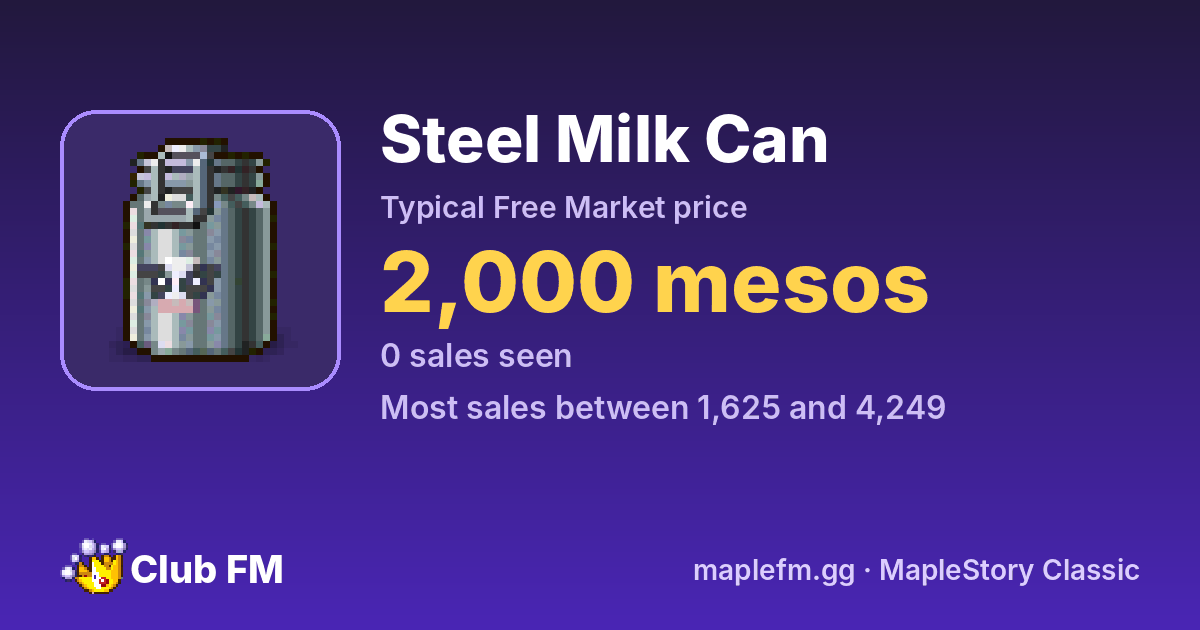 Steel Milk Can
Typical Free Market price
2,000 mesos
0 sales seen
Most sales between 1,625 and 4,249
Club FM
maplefm.gg · MapleStory Classic